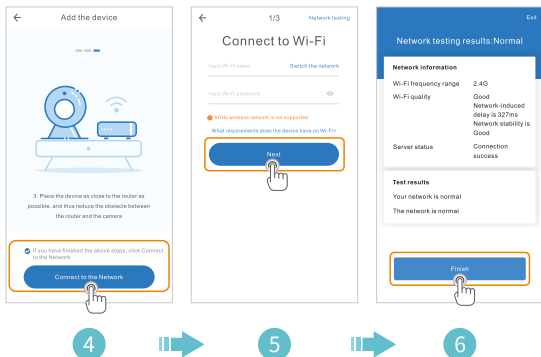 Add the device
3. Place the device as close to the router as
possible, and thus reduce the obstacle between
the router and the camera
If you have finished the above steps, click Connect
to the Network
Connect to the Network
4
1/3
Network testing
Connect to Wi-Fi
Input Wi-Fi name
Switch the network
Input Wi-Fi password
5GHz wireless network is not supported
What requirements does the device have on Wi-Fi>
Next
5
Exit
Network testing results:Normal
Network information
Wi-Fi frequency range 2.4G
Wi-Fi quality Good
Network-induced
delay is 327ms
Network stability is
Good
Server status Connection
success
Test results
Your network is normal
The network is normal
Finish
6